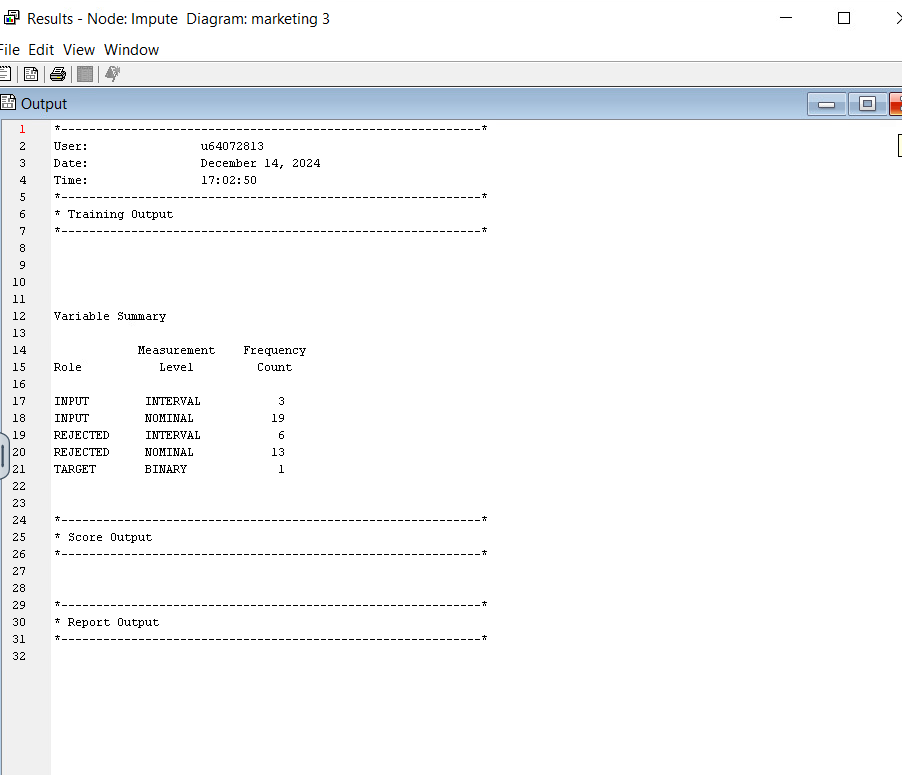 Results - Node: Impute  Diagram: marketing 3
File  Edit  View  Window
Output
1 *------------------------------------------------------------*
2 User:                u64072813
3 Date:                December 14, 2024
4 Time:                17:02:50
5 *------------------------------------------------------------*
6 * Training Output
7 *------------------------------------------------------------*
8
9
10
11
12 Variable Summary
13
14             Measurement    Frequency
15 Role           Level         Count
16
17 INPUT        INTERVAL           3
18 INPUT        NOMINAL           19
19 REJECTED     INTERVAL           6
20 REJECTED     NOMINAL           13
21 TARGET       BINARY             1
22
23
24 *------------------------------------------------------------*
25 * Score Output
26 *------------------------------------------------------------*
27
28
29 *------------------------------------------------------------*
30 * Report Output
31 *------------------------------------------------------------*
32